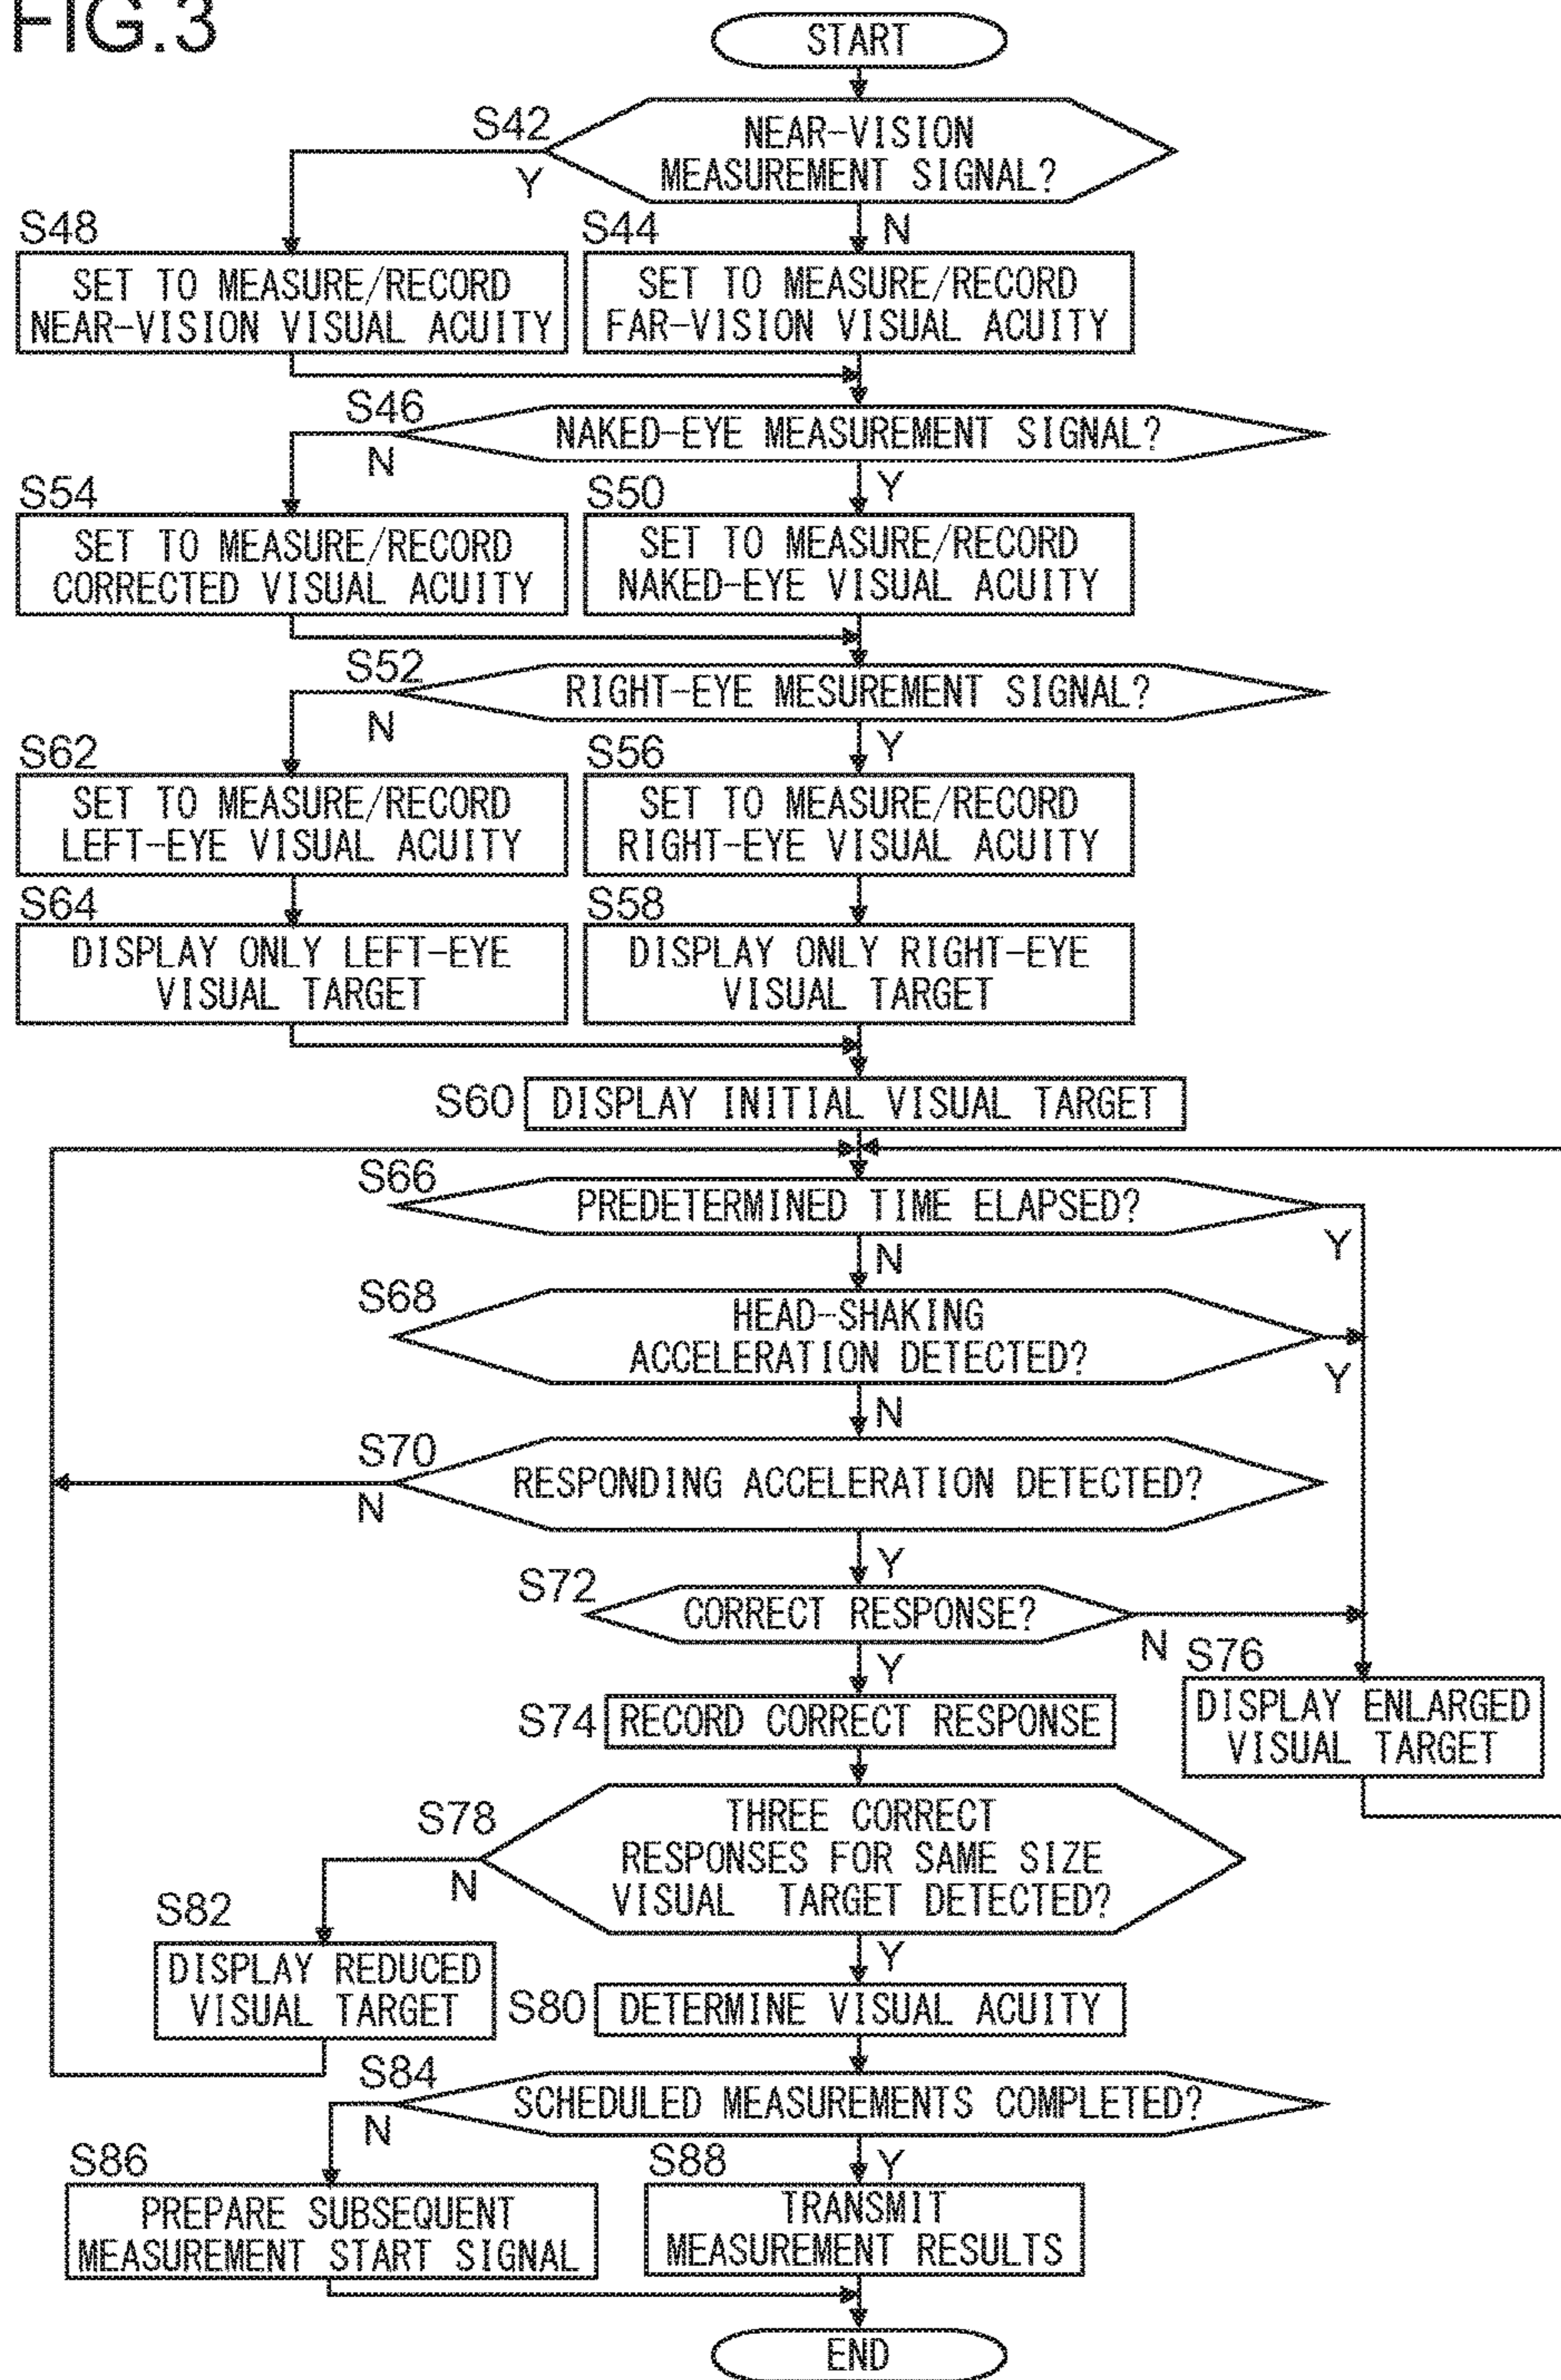 FIG.3
START
S42
NEAR-VISION
MEASUREMENT SIGNAL?
Y
N
S48
SET TO MEASURE/RECORD
NEAR-VISION VISUAL ACUITY
S44
SET TO MEASURE/RECORD
FAR-VISION VISUAL ACUITY
S46
NAKED-EYE MEASUREMENT SIGNAL?
N
Y
S54
SET TO MEASURE/RECORD
CORRECTED VISUAL ACUITY
S50
SET TO MEASURE/RECORD
NAKED-EYE VISUAL ACUITY
S52
RIGHT-EYE MESUREMENT SIGNAL?
N
Y
S62
SET TO MEASURE/RECORD
LEFT-EYE VISUAL ACUITY
S56
SET TO MEASURE/RECORD
RIGHT-EYE VISUAL ACUITY
S64
DISPLAY ONLY LEFT-EYE
VISUAL TARGET
S58
DISPLAY ONLY RIGHT-EYE
VISUAL TARGET
S60
DISPLAY INITIAL VISUAL TARGET
S66
PREDETERMINED TIME ELAPSED?
Y
N
S68
HEAD-SHAKING
ACCELERATION DETECTED?
Y
N
S70
RESPONDING ACCELERATION DETECTED?
N
Y
S72
CORRECT RESPONSE?
N
Y
S76
DISPLAY ENLARGED
VISUAL TARGET
S74
RECORD CORRECT RESPONSE
S78
THREE CORRECT
RESPONSES FOR SAME SIZE
VISUAL TARGET DETECTED?
N
Y
S82
DISPLAY REDUCED
VISUAL TARGET
S80
DETERMINE VISUAL ACUITY
S84
SCHEDULED MEASUREMENTS COMPLETED?
N
Y
S86
PREPARE SUBSEQUENT
MEASUREMENT START SIGNAL
S88
TRANSMIT
MEASUREMENT RESULTS
END